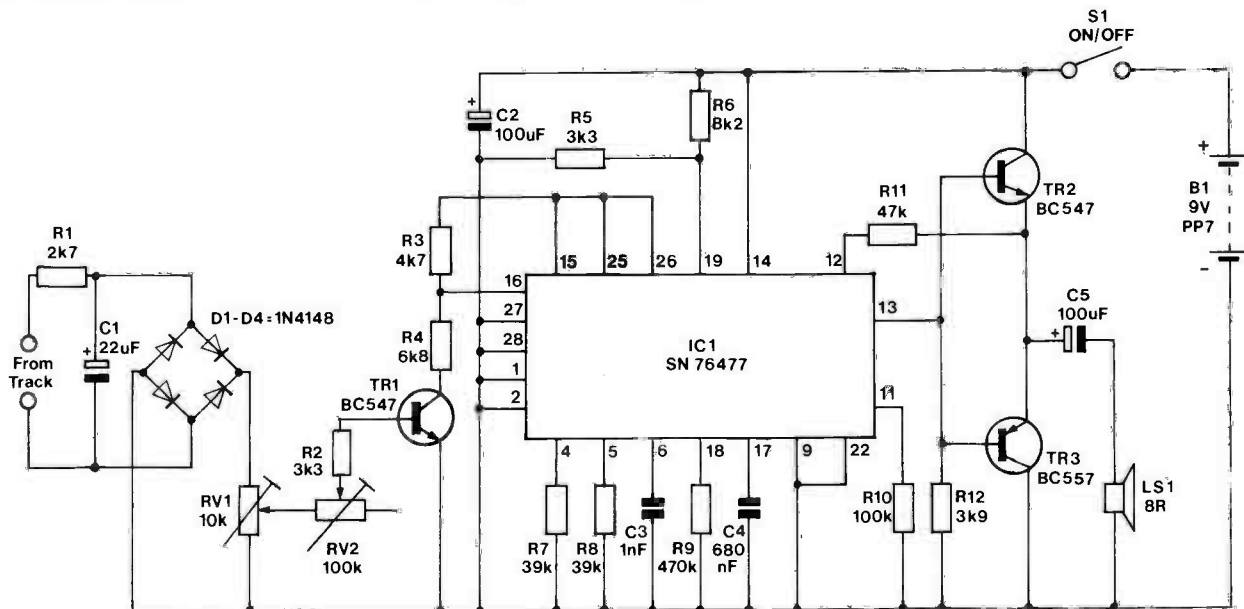 S1
ON/OFF
+
C2
100uF
R5
3k3
R6
8k2
+
B1
9V
PP7
-
TR2
BC547
R11
47k
R1
2k7
R3
4k7
15
25
26
19
14
12
16
27
28
1
2
13
11
IC1
SN 76477
C5
100uF
+
D1-D4=1N4148
C1
22uF
+
From
Track
R4
6k8
TR1
BC547
R2
3k3
RV1
10k
RV2
100k
4
5
6
18
17
9
22
R7
39k
R8
39k
C3
1nF
R9
470k
C4
680
nF
R10
100k
R12
3k9
TR3
BC557
LS1
8R